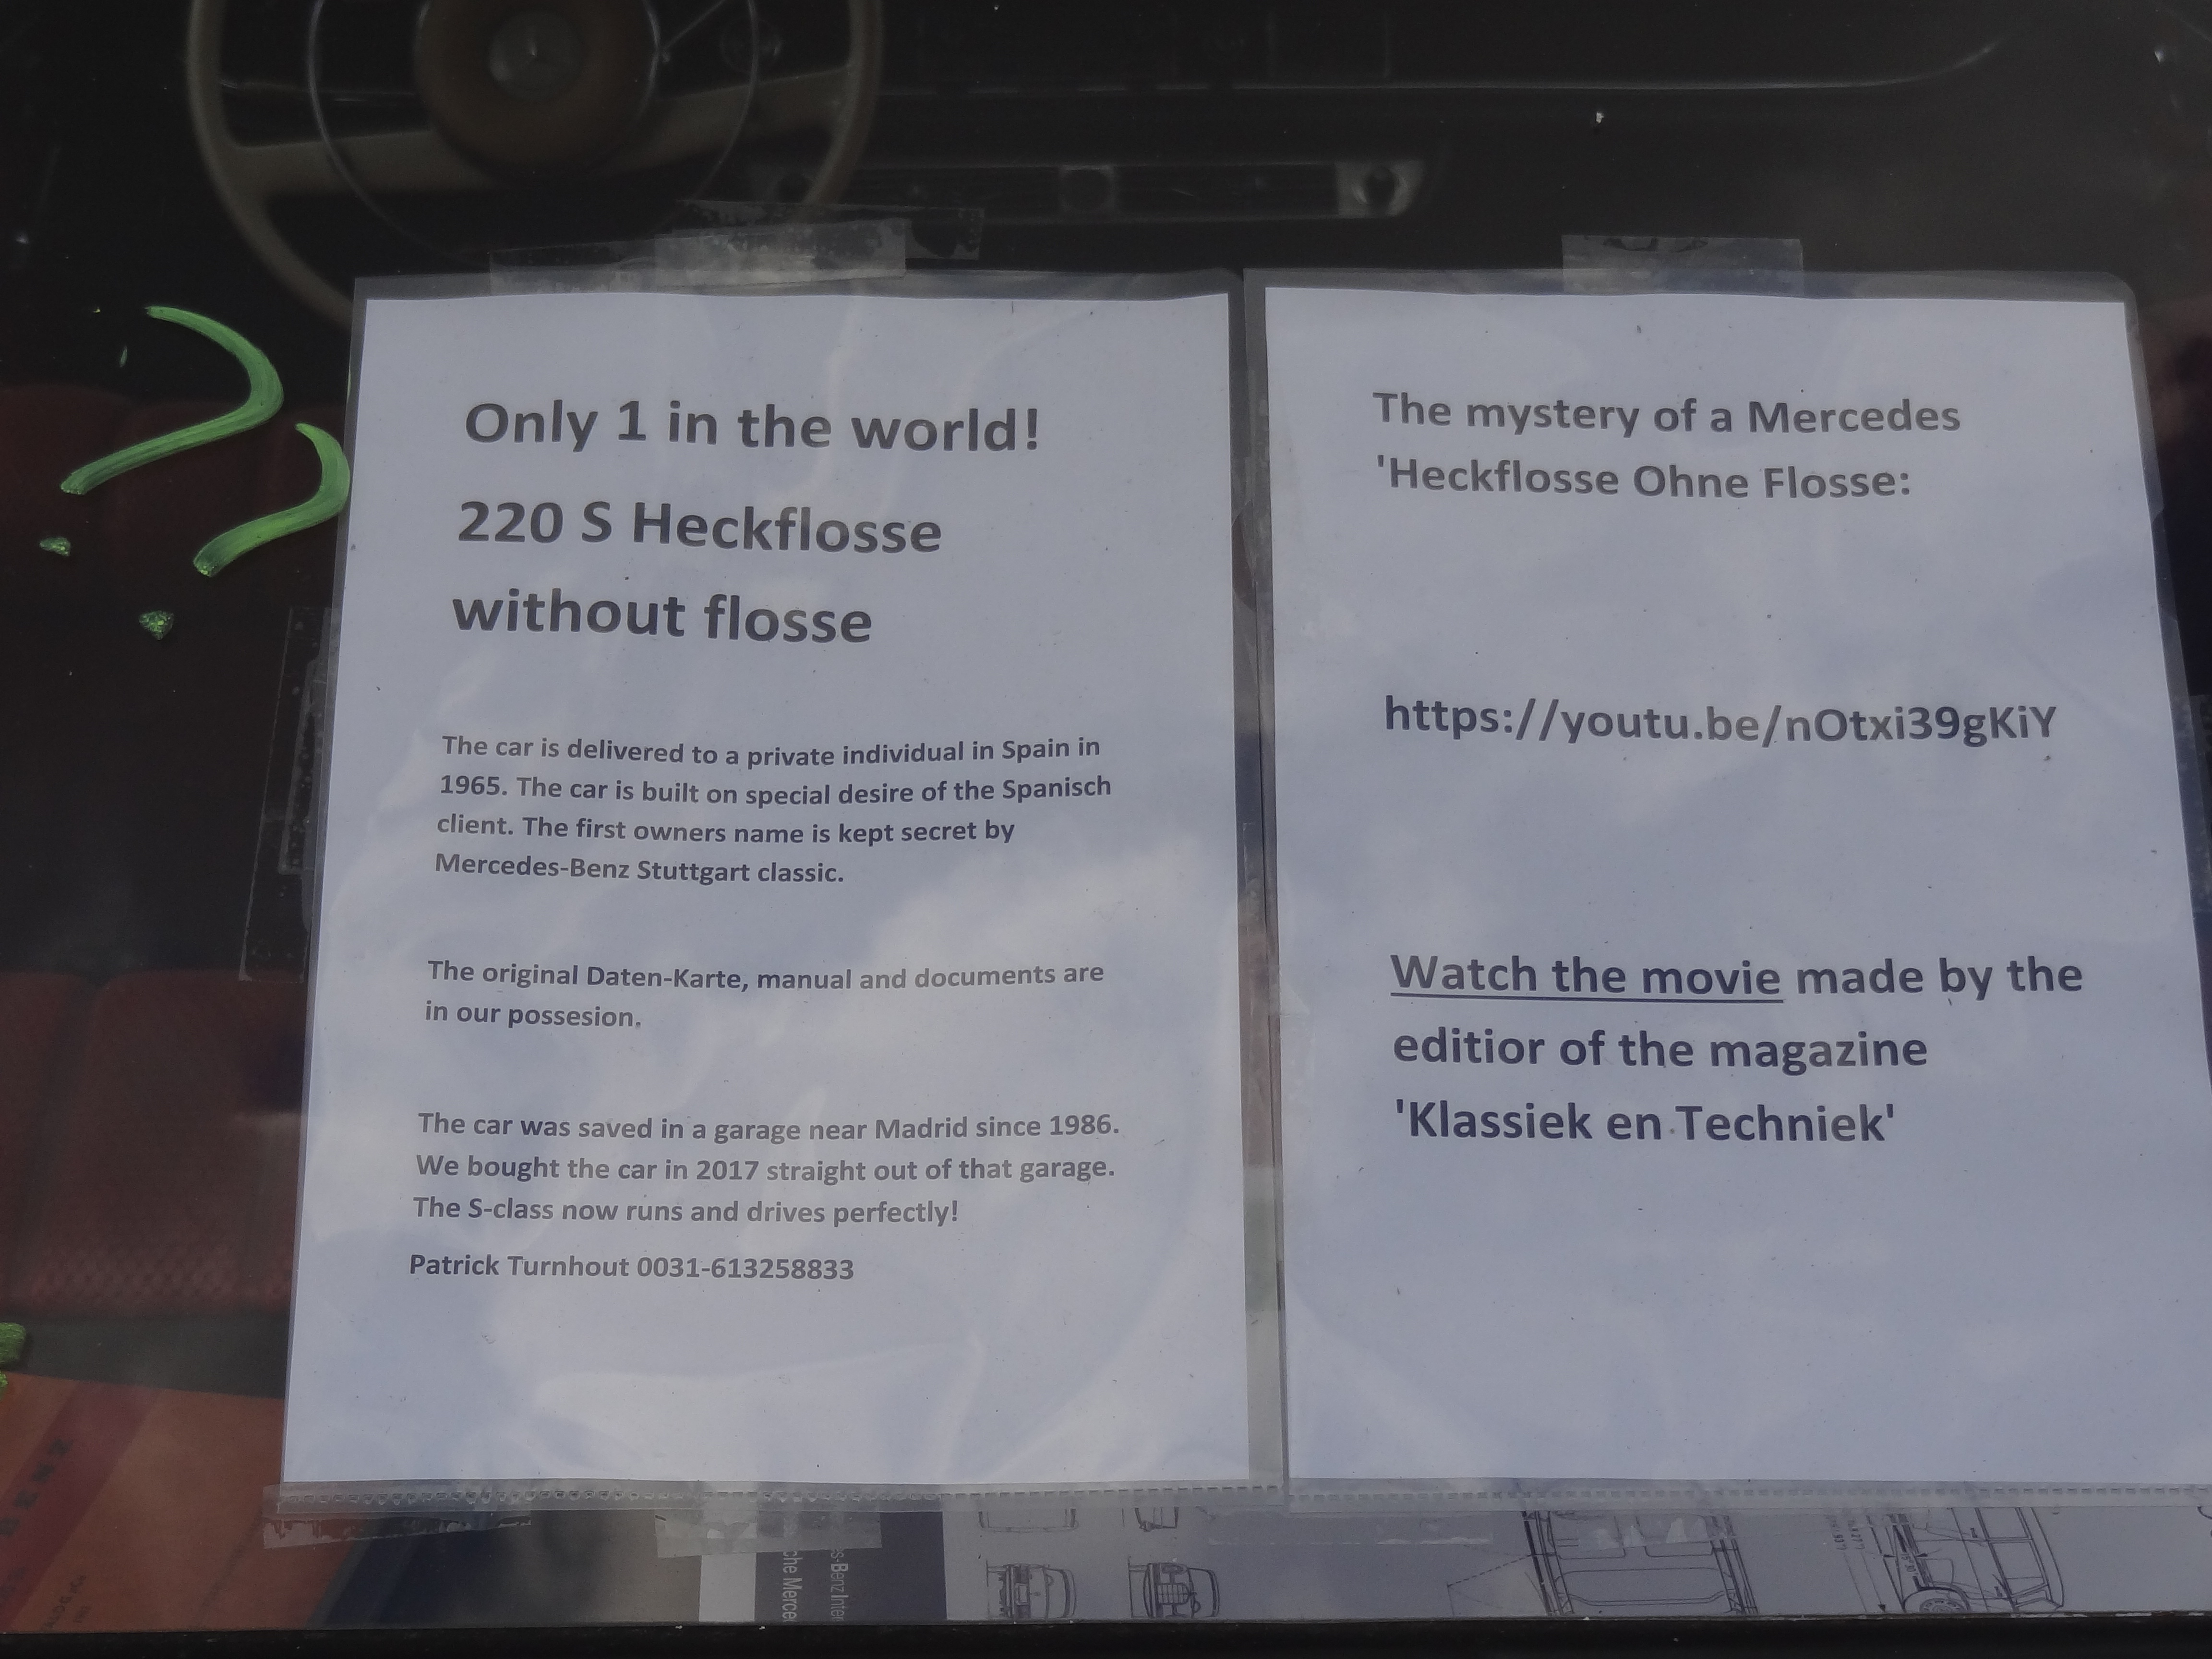 Only 1 in the world!
220 S Heckflosse
without flosse
The car is delivered to a private individual in Spain in
1965. The car is built on special desire of the Spanisch
client. The first owners name is kept secret by
Mercedes-Benz Stuttgart classic.
The original Daten-Karte, manual and documents are
in our possesion.
The car was saved in a garage near Madrid since 1986.
We bought the car in 2017 straight out of that garage.
The S-class now runs and drives perfectly!
Patrick Turnhout 0031-613258833
The mystery of a Mercedes
'Heckflosse Ohne Flosse:
https://youtu.be/nOtxi39gKiY
Watch the movie made by the
editior of the magazine
'Klassiek en Techniek'